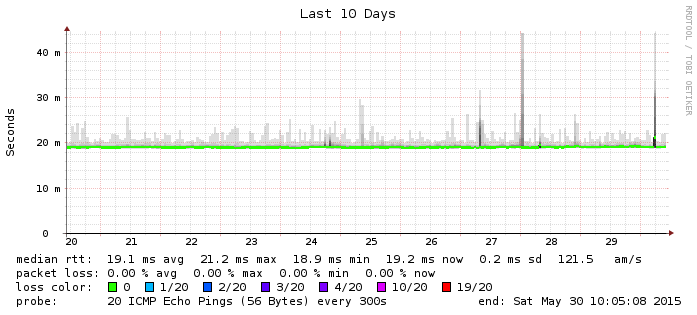 Last 10 Days
RRDTOOL / TOBI OETIKER
Seconds
40 m
30 m
20 m
10 m
0
20 21 22 23 24 25 26 27 28 29
median rtt: 19.1 ms avg 21.2 ms max 18.9 ms min 19.2 ms now 0.2 ms sd 121.5 am/s
packet loss: 0.00 % avg 0.00 % max 0.00 % min 0.00 % now
loss color: 0 1/20 2/20 3/20 4/20 10/20 19/20
probe: 20 ICMP Echo Pings (56 Bytes) every 300s end: Sat May 30 10:05:08 2015